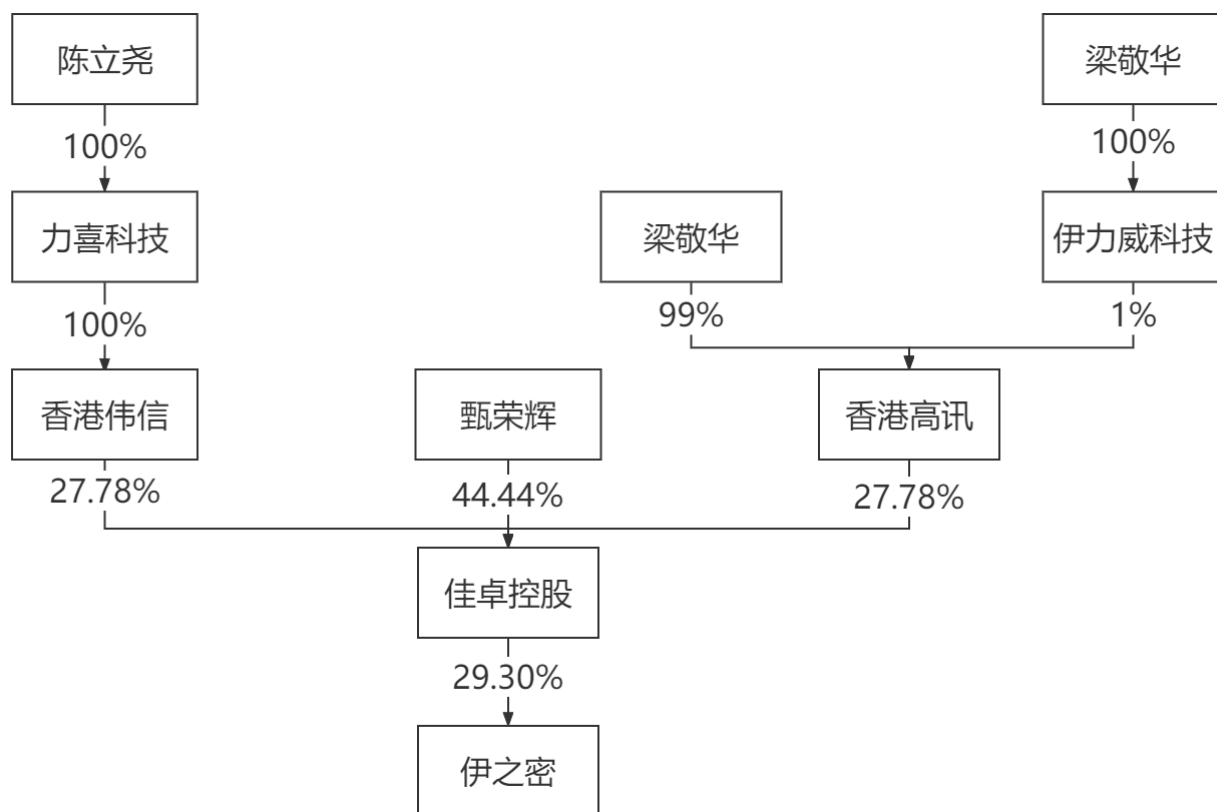 陈立尧
梁敬华
100%
100%
力喜科技
梁敬华
伊力威科技
100%
99%
1%
香港伟信
甄荣辉
香港高讯
27.78%
44.44%
27.78%
佳卓控股
29.30%
伊之密